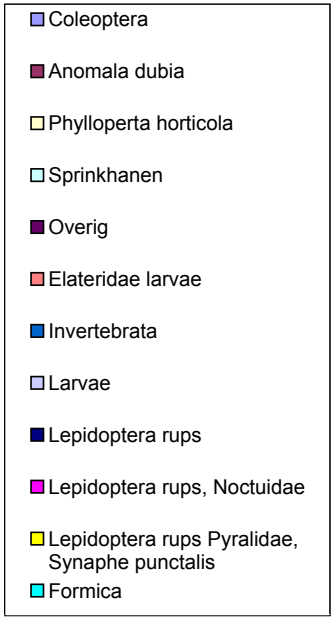 Coleoptera
Anomala dubia
Phylloperta horticola
Sprinkhanen
Overig
Elateridae larvae
Invertebrata
Larvae
Lepidoptera rups
Lepidoptera rups, Noctuidae
Lepidoptera rups Pyralidae,
Synaphe punctalis
Formica